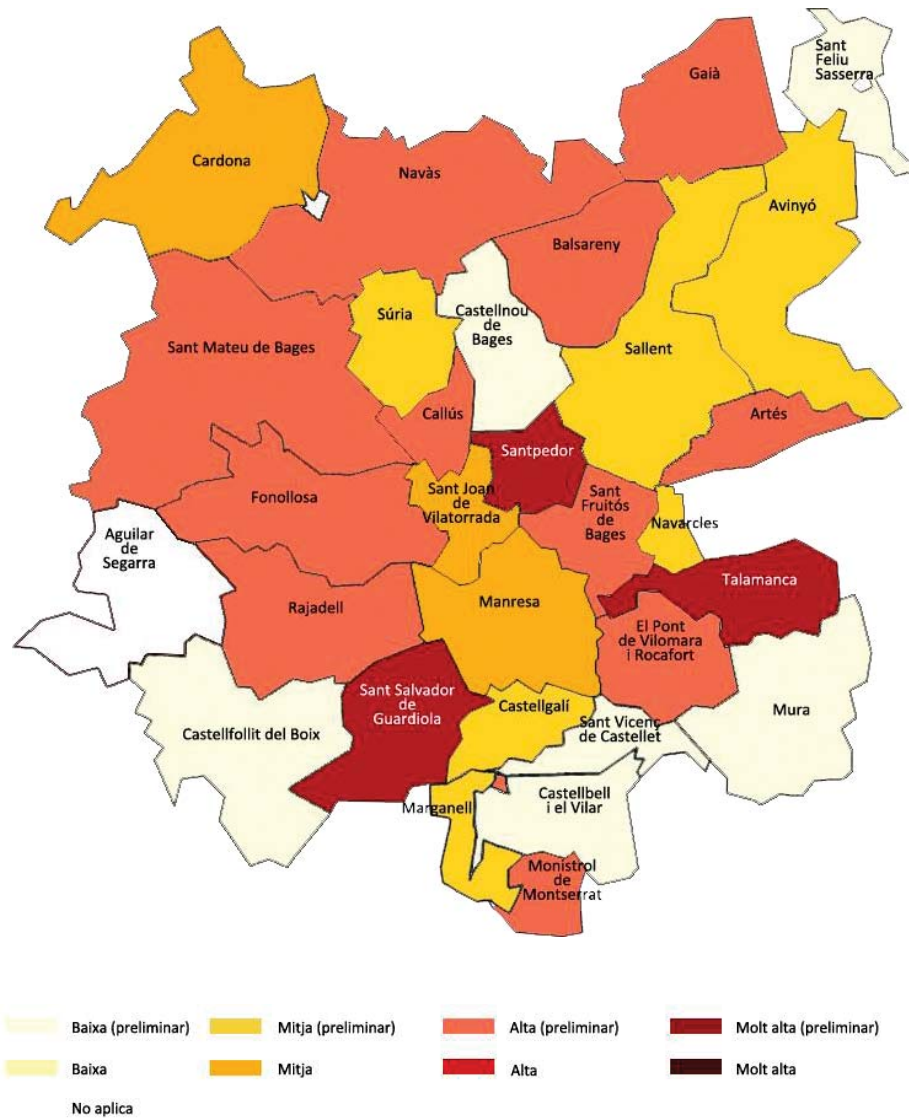 Sant
Feliu
Sasserra
Gaià
Cardona
Navàs
Avinyó
Balsareny
Súria
Castellnou
de
Bages
Sant Mateu de Bages
Sallent
Callús
Artés
Santpedor
Fonollosa
Sant Joan
de
Vilatorrada
Sant
Fruitós
de Bages
Navarcles
Aguilar
de
Segarra
Talamanca
Rajadell
Manresa
El Pont
de Vilomara
i Rocafort
Sant Salvador
de
Guardiola
Castellgalí
Mura
Sant Vicenç
de Castellet
Castellfollit del Boix
Castellbell
i el Vilar
Marganell
Monistrol
de
Montserrat
Baixa (preliminar)
Mitja (preliminar)
Alta (preliminar)
Molt alta (preliminar)
Baixa
Mitja
Alta
Molt alta
No aplica